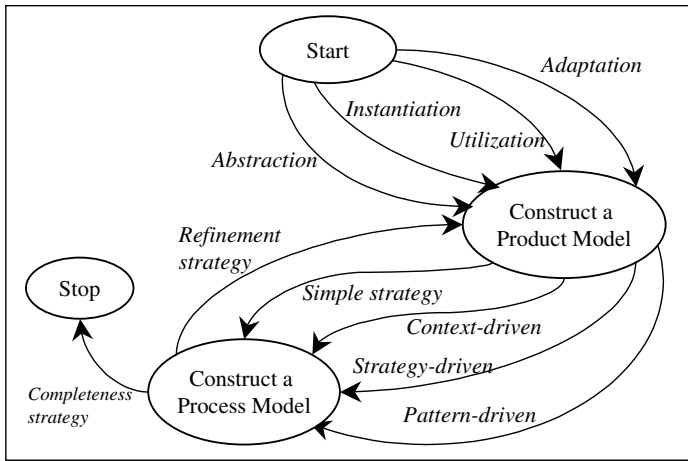 Start
Adaptation
Instantiation
Utilization
Abstraction
Construct a
Product Model
Refinement
strategy
Stop
Simple strategy
Context-driven
Strategy-driven
Construct a
Process Model
Completeness
strategy
Pattern-driven